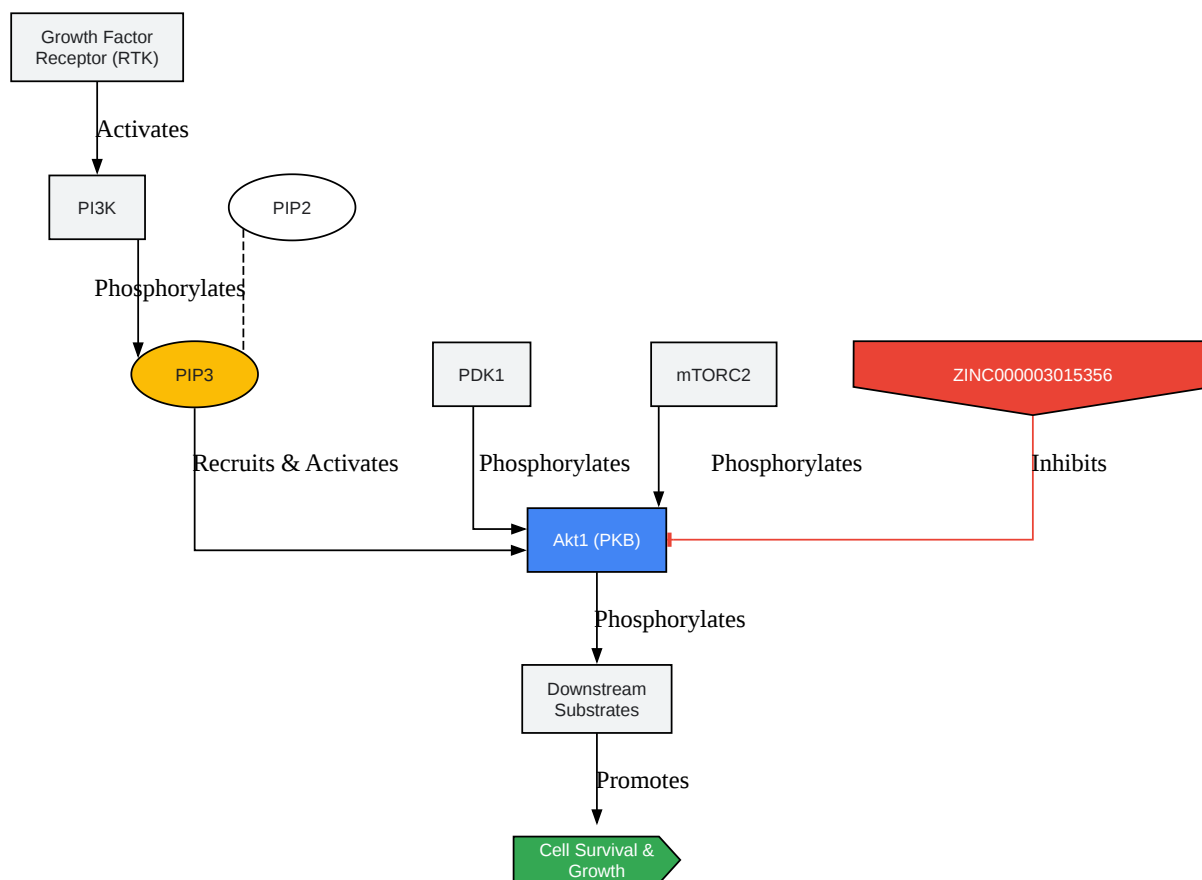 Growth Factor
Receptor (RTK)
Activates
PI3K
PIP2
Phosphorylates
PIP3
PDK1
mTORC2
ZINC000003015356
Recruits & Activates
Phosphorylates
Phosphorylates
Inhibits
Akt1 (PKB)
Phosphorylates
Downstream
Substrates
Promotes
Cell Survival &
Growth